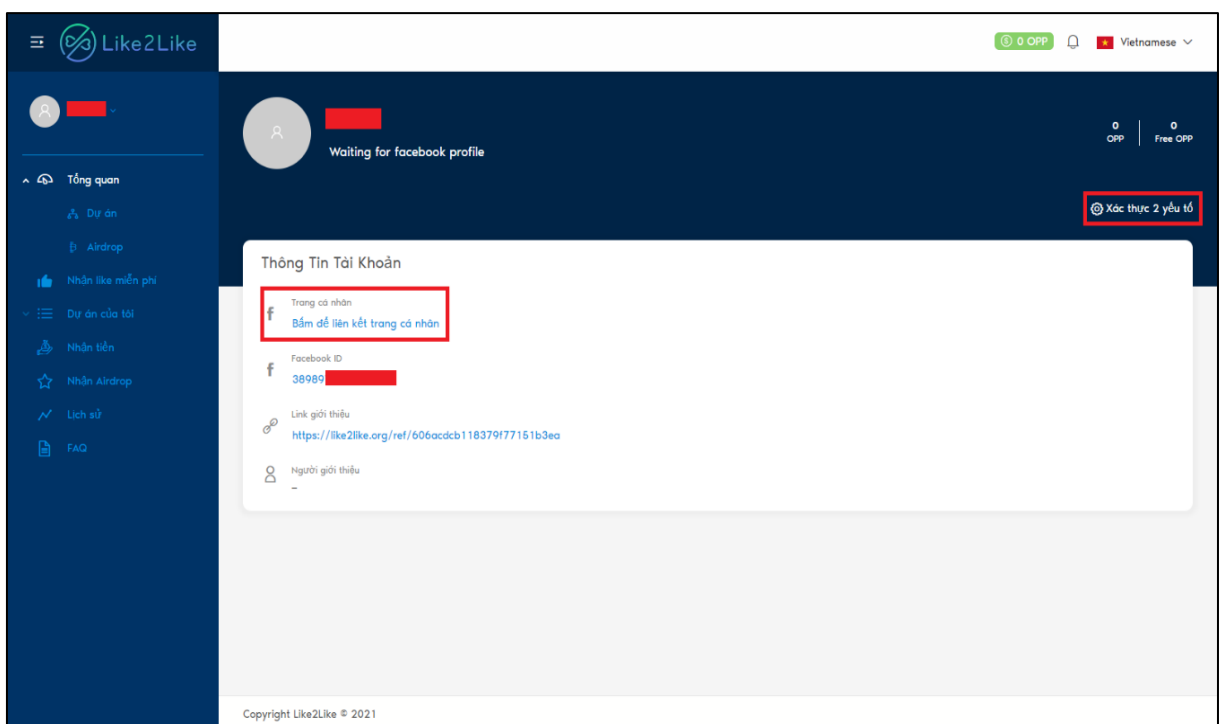 Like2Like
0 OPP
Vietnamese
Waiting for facebook profile
0
OPP
0
Free OPP
Xác thực 2 yếu tố
Tổng quan
Dự án
Airdrop
Nhận like miễn phí
Dự án của tôi
Nhận tiền
Nhận Airdrop
Lịch sử
FAQ
Thông Tin Tài Khoản
Trang cá nhân
Bấm để liên kết trang cá nhân
Facebook ID
38989
Link giới thiệu
https://like2like.org/ref/606acdcb118379f77151b3ea
Người giới thiệu
–
Copyright Like2Like © 2021